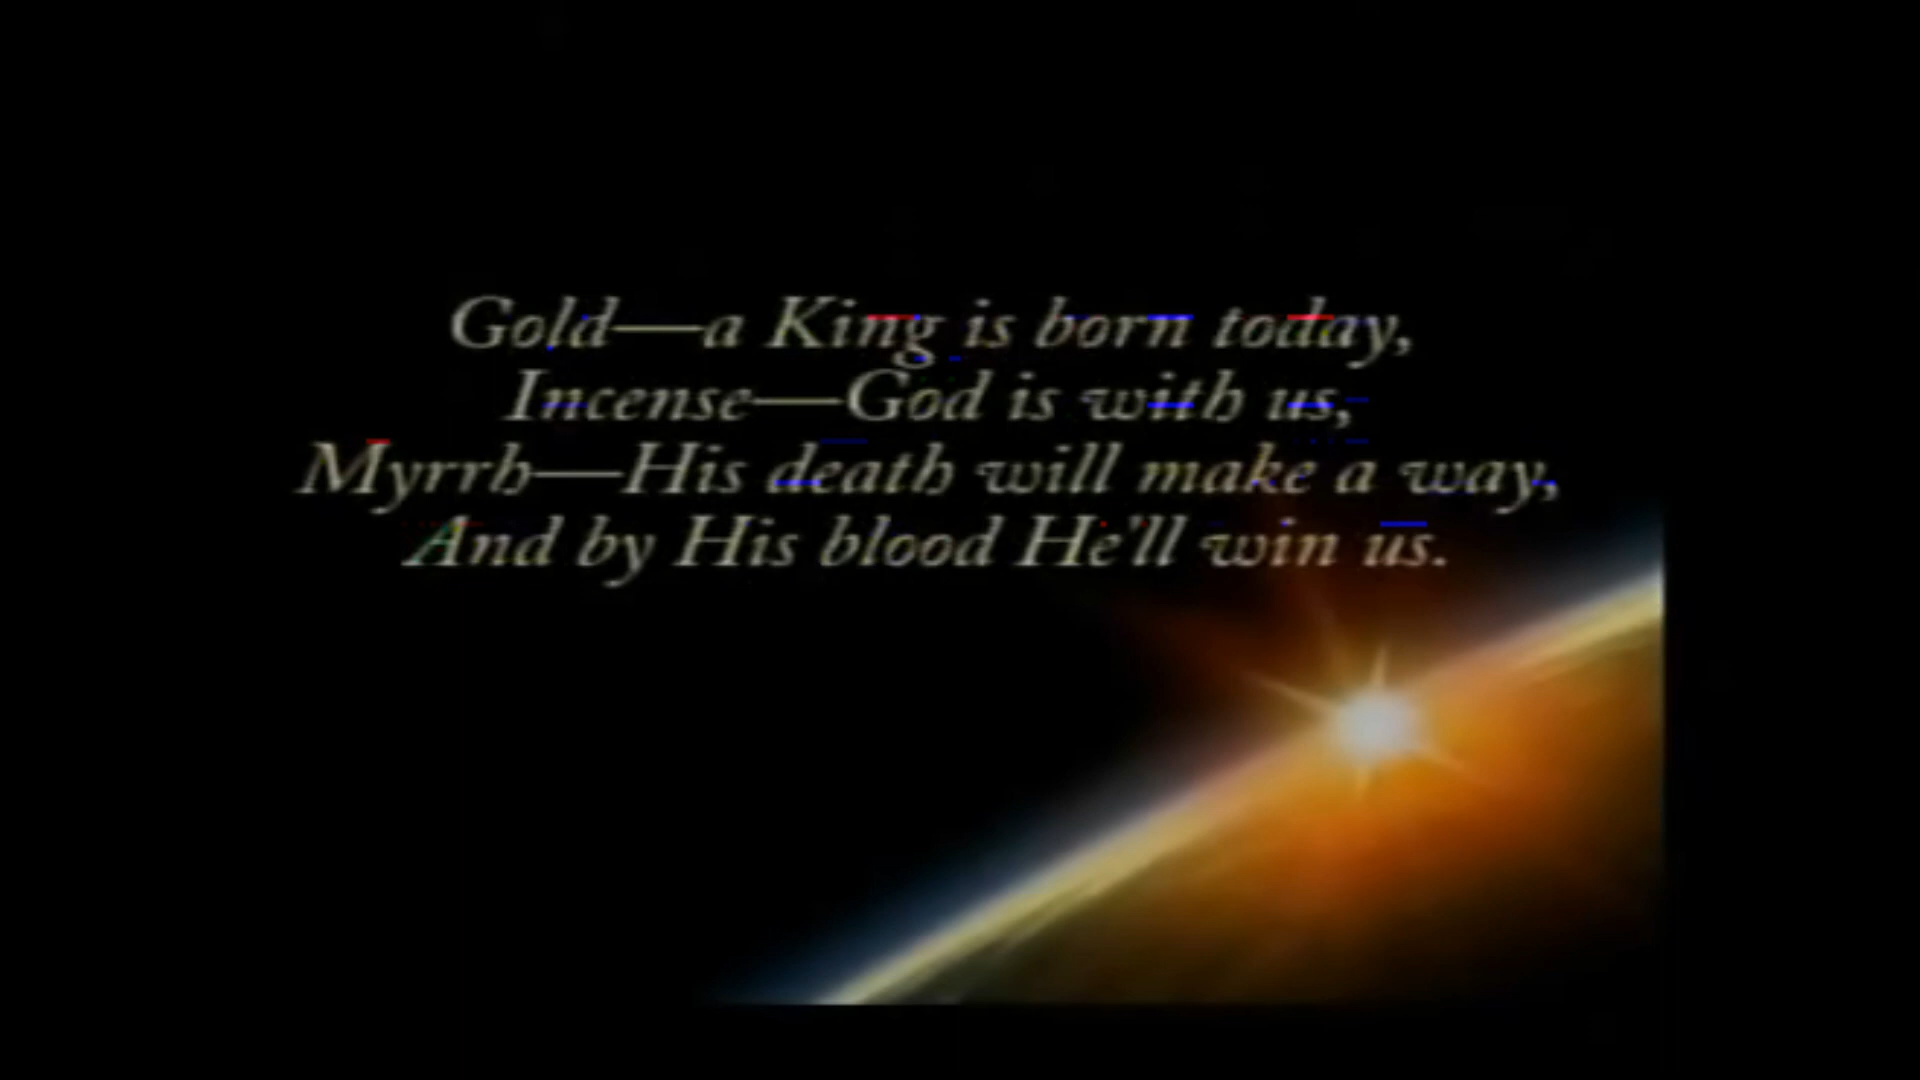 Gold—a King is born today,
Incense—God is with us,
Myrrh—His death will make a way,
And by His blood He'll win us.